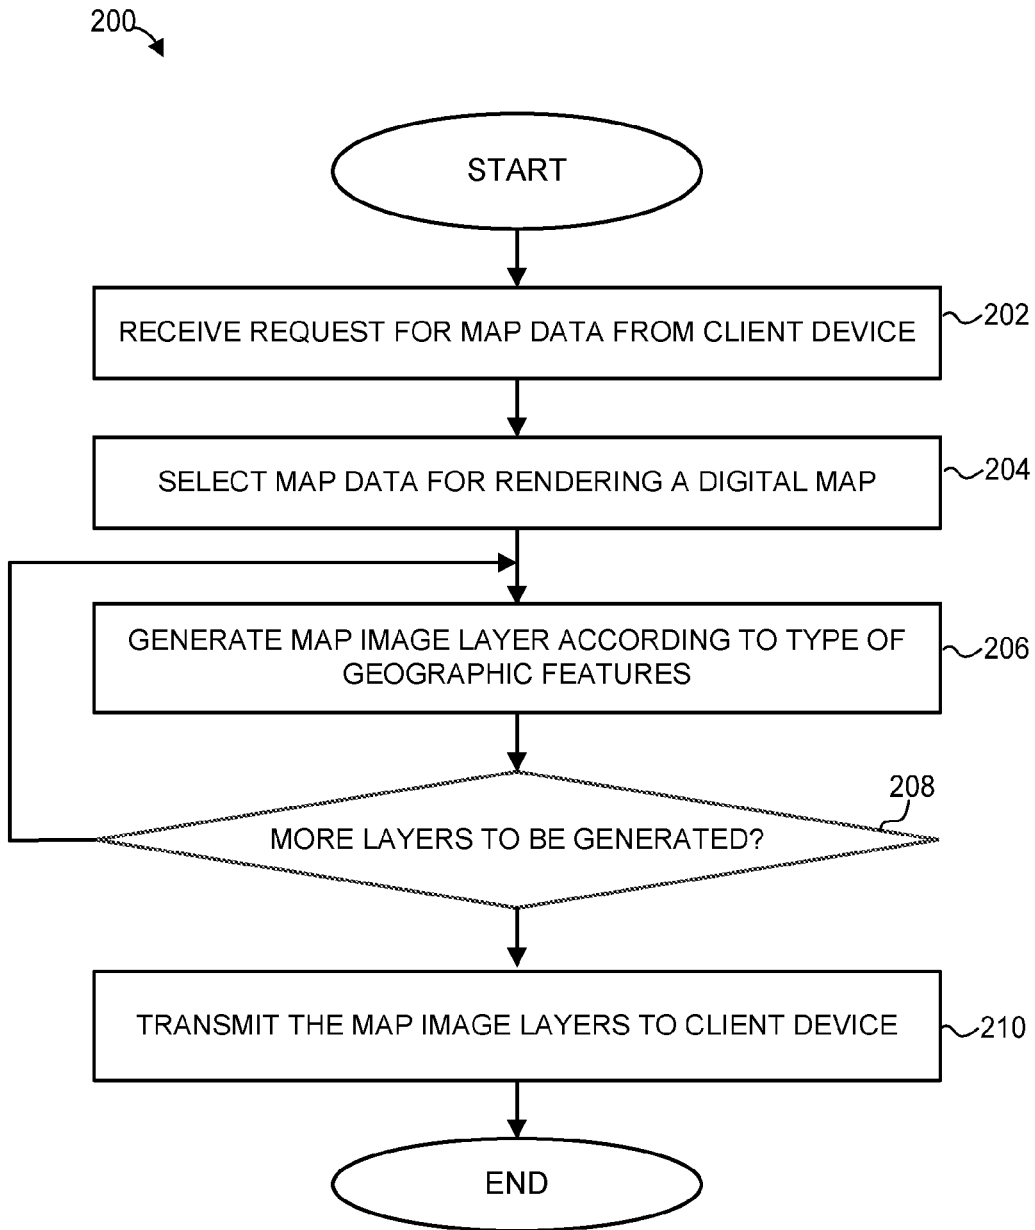 200
START
RECEIVE REQUEST FOR MAP DATA FROM CLIENT DEVICE
202
SELECT MAP DATA FOR RENDERING A DIGITAL MAP
204
GENERATE MAP IMAGE LAYER ACCORDING TO TYPE OF
GEOGRAPHIC FEATURES
206
208
MORE LAYERS TO BE GENERATED?
TRANSMIT THE MAP IMAGE LAYERS TO CLIENT DEVICE
210
END